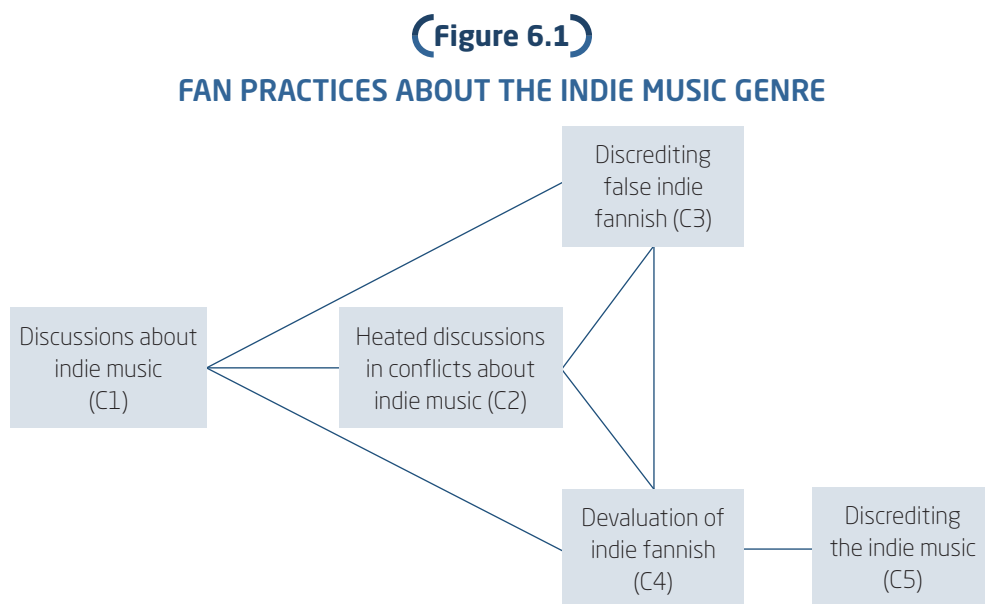 Figure 6.1
FAN PRACTICES ABOUT THE INDIE MUSIC GENRE
Discrediting
false indie
fannish (C3)
Discussions about
indie music
(C1)
Heated discussions
in conflicts about
indie music (C2)
Devaluation of
indie fannish
(C4)
Discrediting
the indie music
(C5)